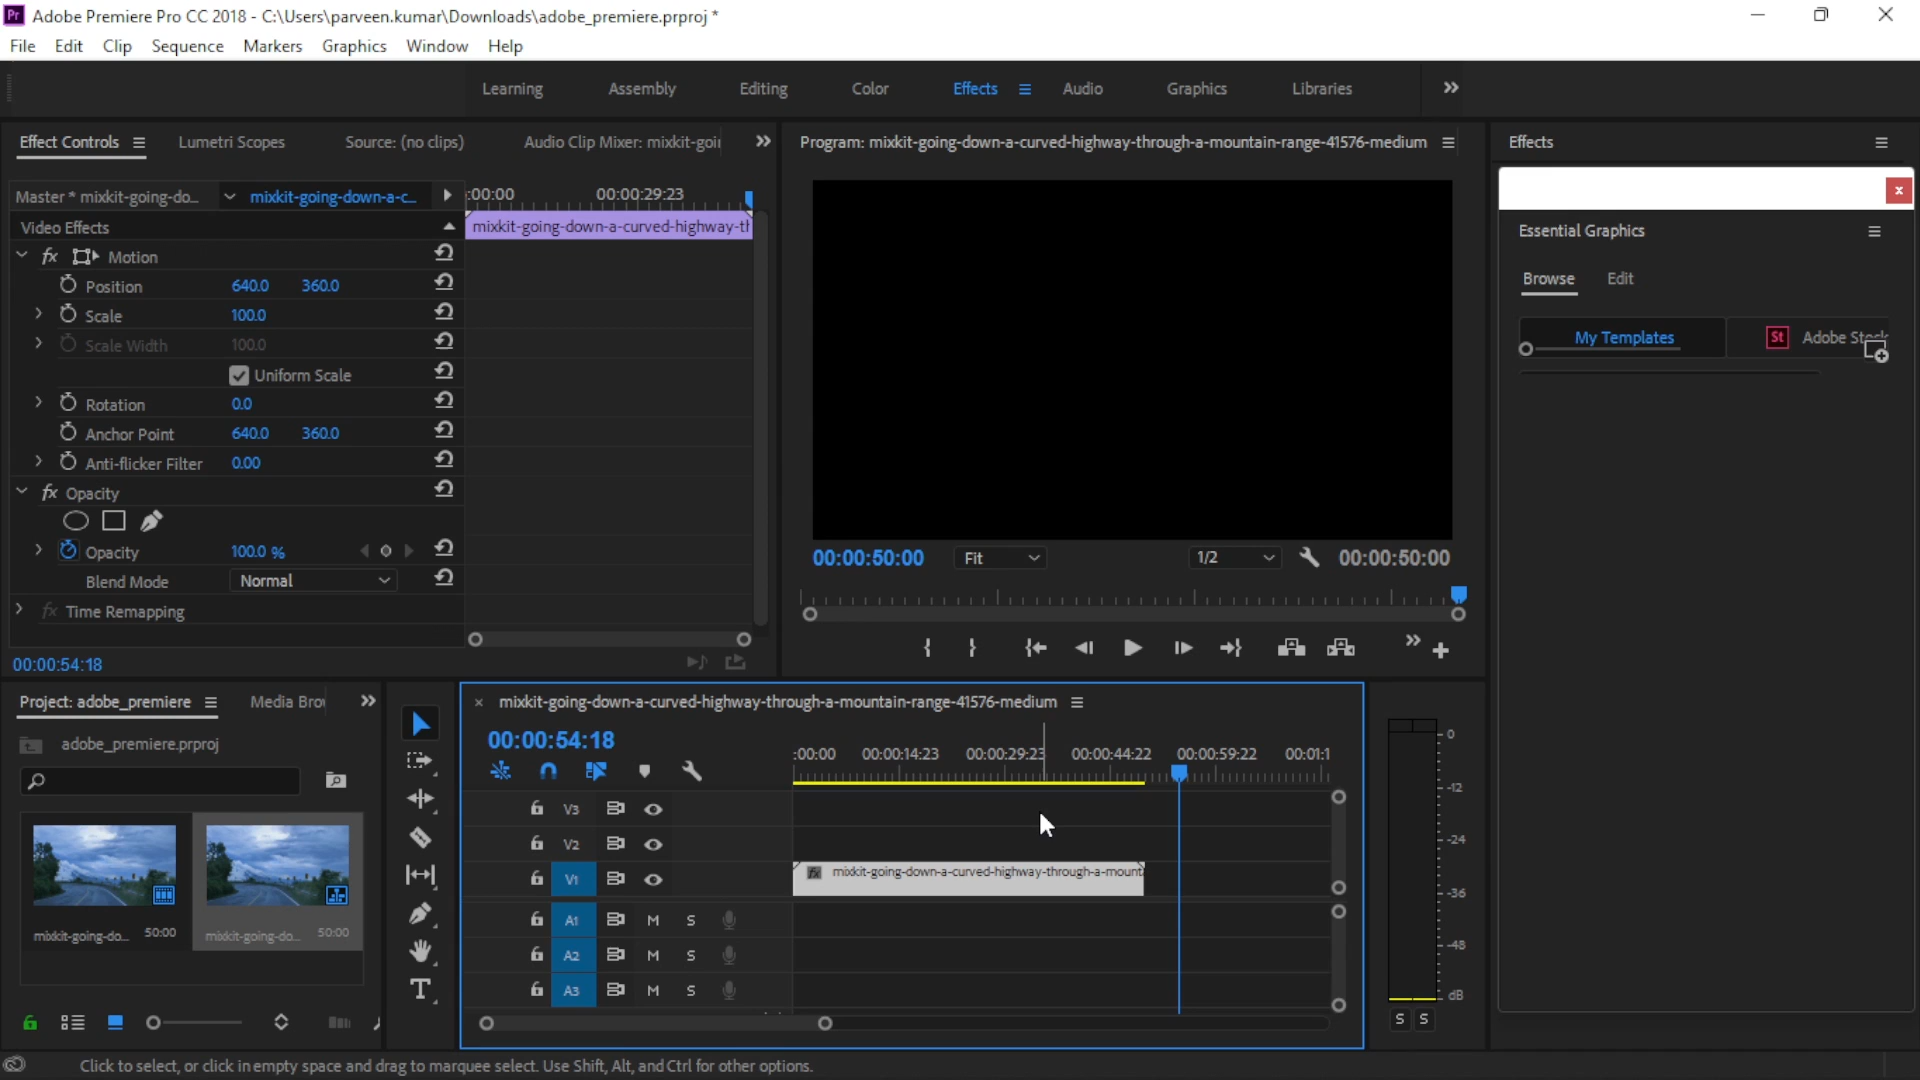 Pr Adobe Premiere Pro CC 2018 - C:\Users\parveen.kumar\Downloads\adobe_premiere.prproj *
File Edit Clip Sequence Markers Graphics Window Help
Learning Assembly Editing Color Effects Audio Graphics Libraries
Effect Controls Lumetri Scopes Source: (no clips) Audio Clip Mixer: mixkit-goi
Master * mixkit-going-do... mixkit-going-down-a-c...
:00:00 00:00:29:23
Video Effects
mixkit-going-down-a-curved-highway-th
fx Motion
Position 640.0 360.0
Scale 100.0
Scale Width 100.0
Uniform Scale
Rotation 0.0
Anchor Point 640.0 360.0
Anti-flicker Filter 0.00
fx Opacity
Opacity 100.0 %
Blend Mode Normal
fx Time Remapping
00:00:54:18
Program: mixkit-going-down-a-curved-highway-through-a-mountain-range-41576-medium
00:00:50:00 Fit 1/2 00:00:50:00
Effects
Essential Graphics
Browse Edit
My Templates St Adobe Stock
Project: adobe_premiere Media Brow
adobe_premiere.prproj
mixkit-going-do... 50:00 mixkit-going-do... 50:00
T
mixkit-going-down-a-curved-highway-through-a-mountain-range-41576-medium
00:00:54:18
:00:00 00:00:14:23 00:00:29:23 00:00:44:22 00:00:59:22 00:01:1
V3
V2
V1 fx mixkit-going-down-a-curved-highway-through-a-mount
A1 M S
A2 M S
A3 M S
0
-12
-24
-36
-48
dB
S S
Click to select, or click in empty space and drag to marquee select. Use Shift, Alt, and Ctrl for other options.